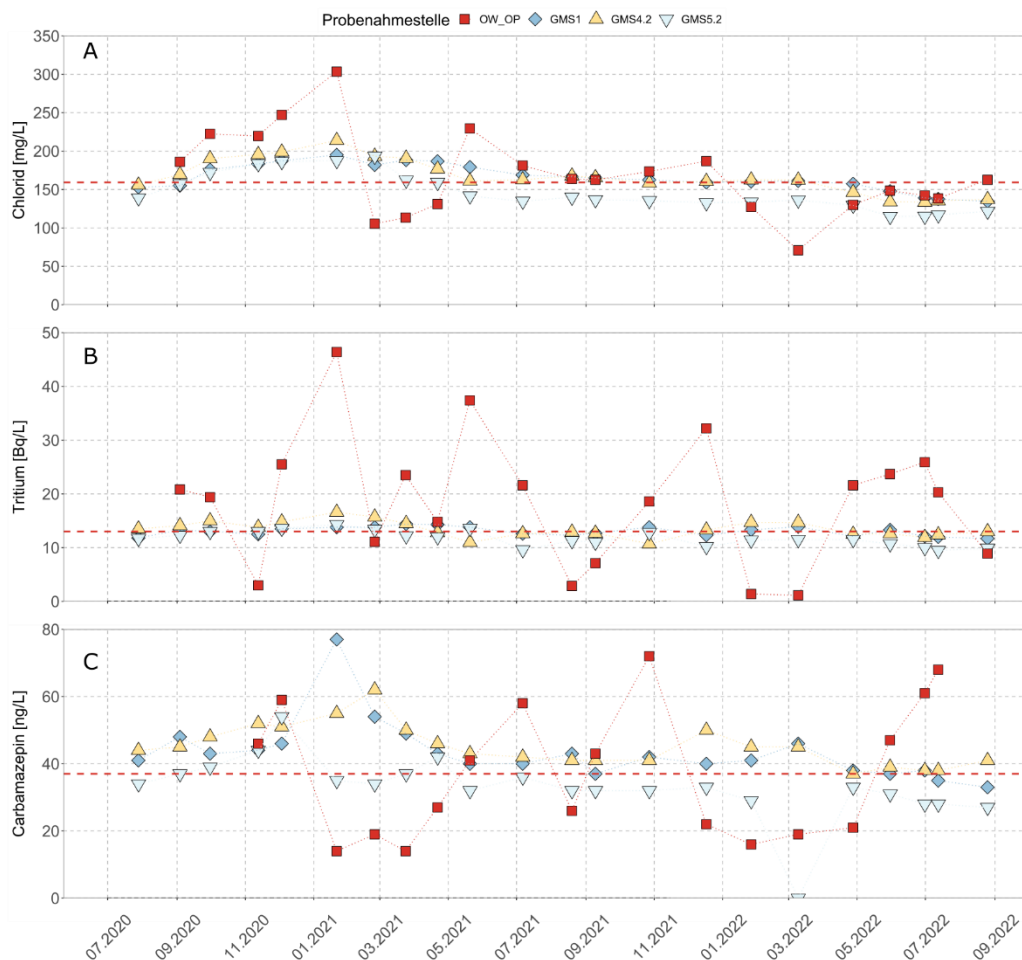 Probenahmestelle OW_OP GMS1 GMS4.2 GMS5.2
A
Chlorid [mg/L]
350
300
250
200
150
100
50
0
B
Tritium [Bq/L]
50
40
30
20
10
0
C
Carbamazepin [ng/L]
80
60
40
20
0
07.2020 09.2020 11.2020 01.2021 03.2021 05.2021 07.2021 09.2021 11.2021 01.2022 03.2022 05.2022 07.2022 09.2022